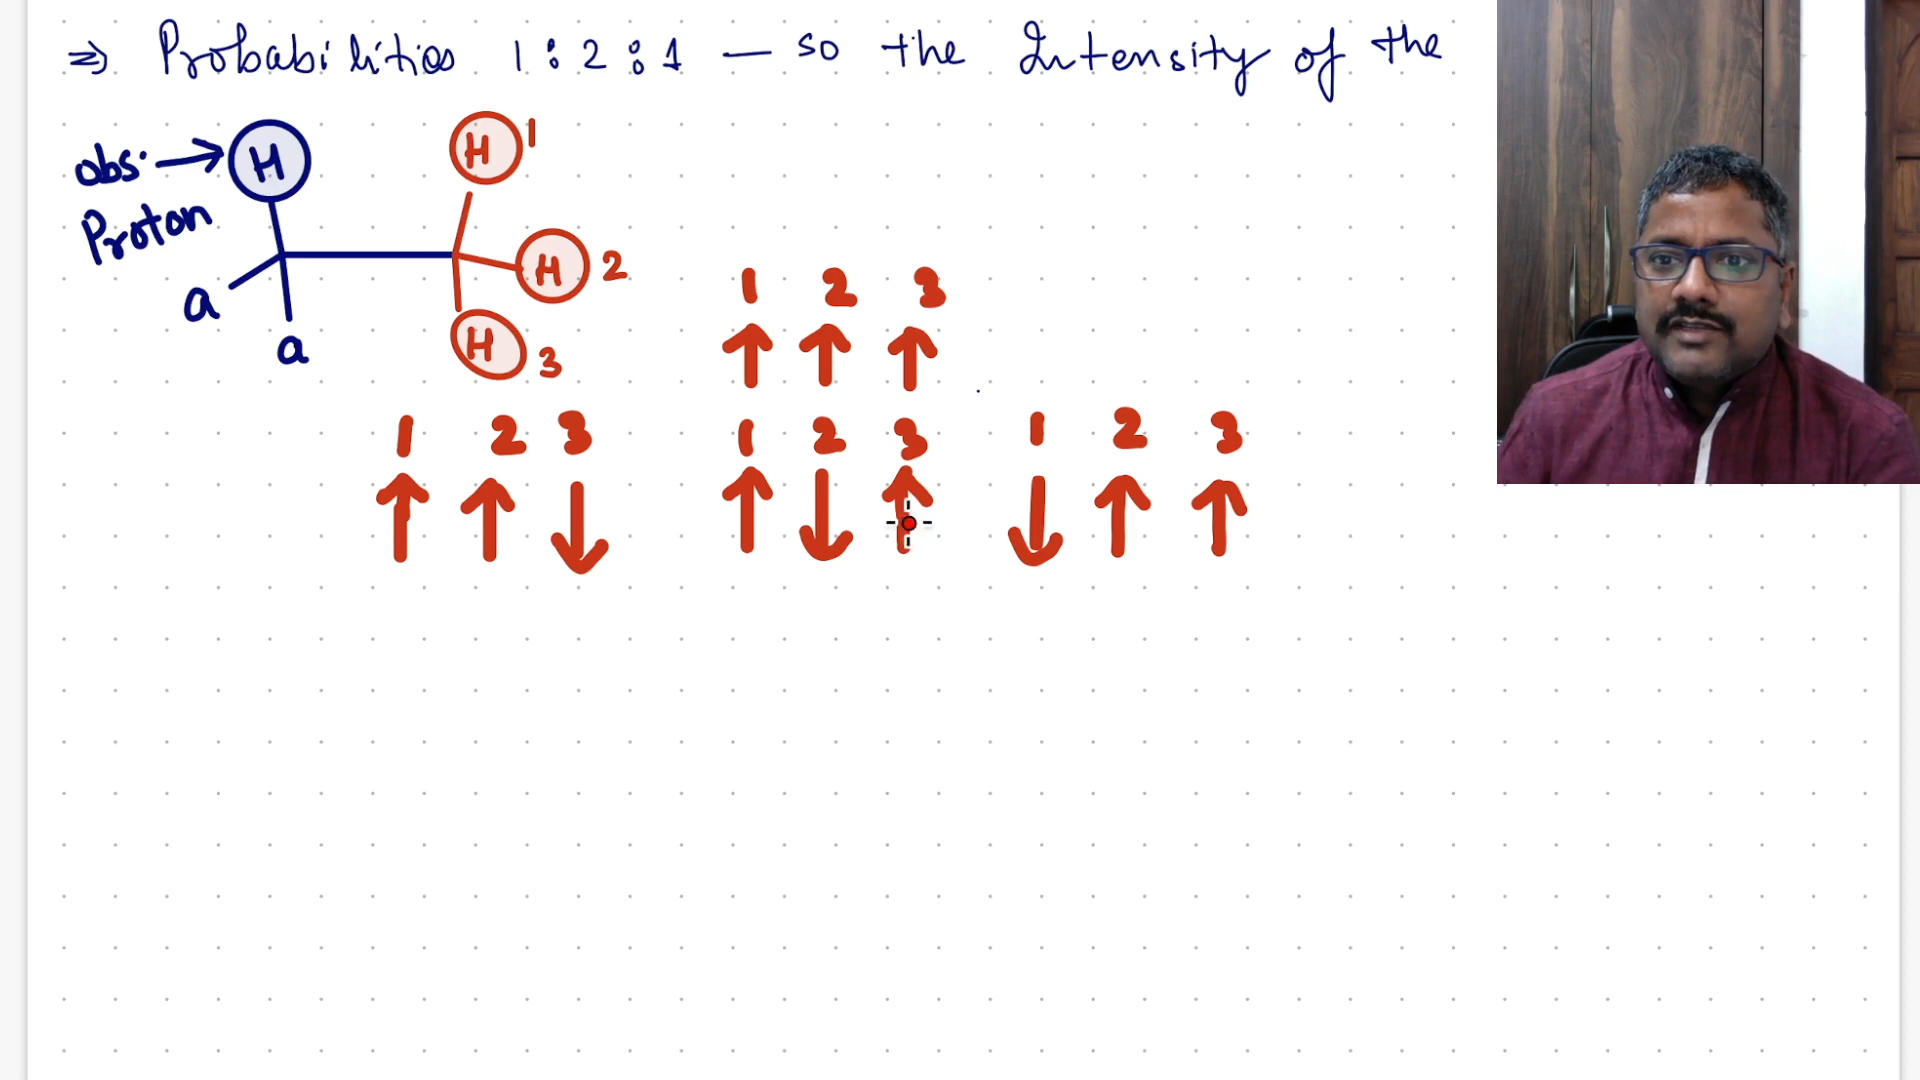 ⇒ Probabilities 1 : 2 : 1 — so the Intensity of the
obs. → H
Proton
a
a
H 1
H 2
H 3
1 2 3
↑ ↑ ↑
1 2 3 1 2 3 1 2 3
↑ ↑ ↓ ↑ ↓ ↑ ↓ ↑ ↑